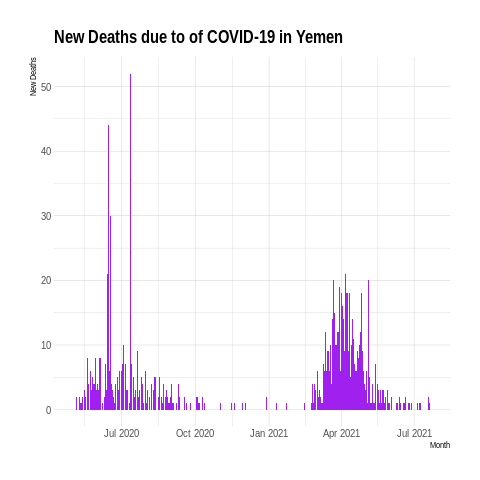 New Deaths due to of COVID-19 in Yemen
New Deaths
50
40
30
20
10
0
Jul 2020 Oct 2020 Jan 2021 Apr 2021 Jul 2021
Month